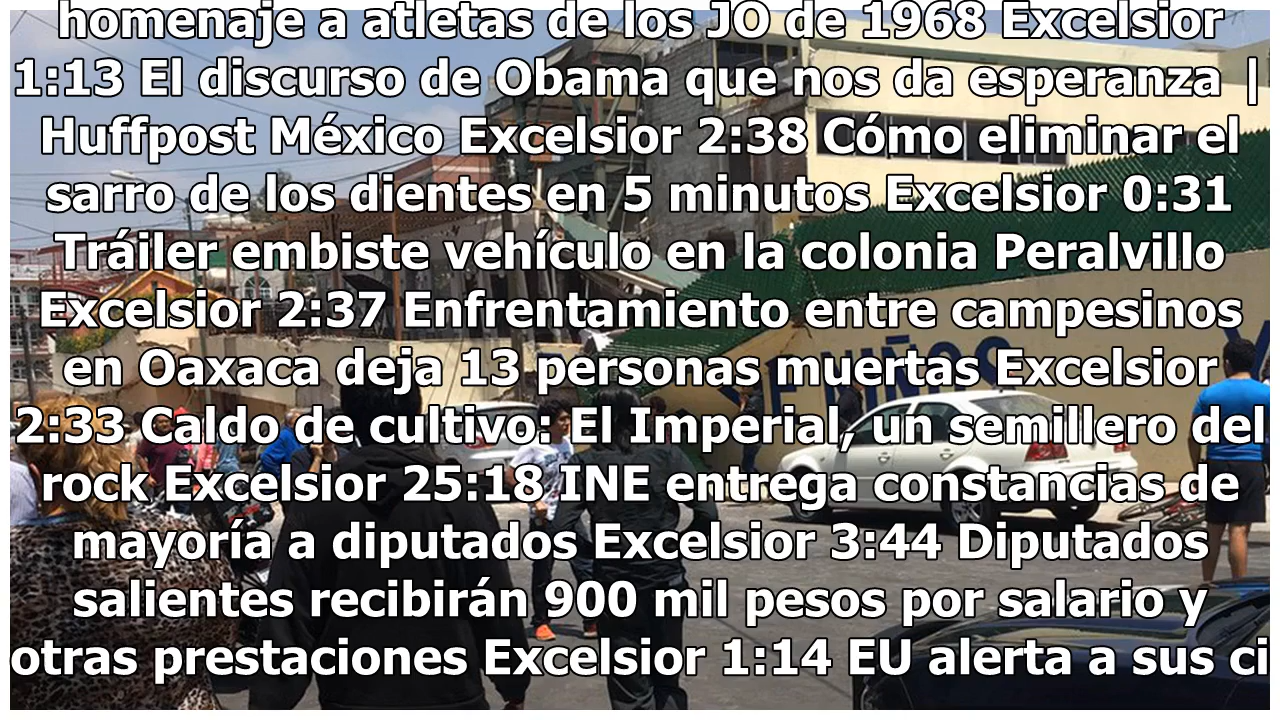 homenaje a atletas de los JO de 1968 Excelsior
1:13 El discurso de Obama que nos da esperanza |
Huffpost México Excelsior 2:38 Cómo eliminar el
sarro de los dientes en 5 minutos Excelsior 0:31
Tráiler embiste vehículo en la colonia Peralvillo
Excelsior 2:37 Enfrentamiento entre campesinos
en Oaxaca deja 13 personas muertas Excelsior
2:33 Caldo de cultivo: El Imperial, un semillero del
rock Excelsior 25:18 INE entrega constancias de
mayoría a diputados Excelsior 3:44 Diputados
salientes recibirán 900 mil pesos por salario y
otras prestaciones Excelsior 1:14 EU alerta a sus ci